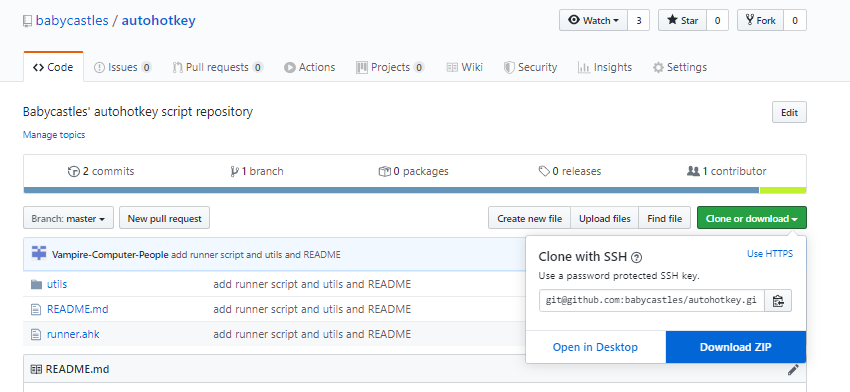 babycastles / autohotkey
Watch 3 Star 0 Fork 0
Code Issues 0 Pull requests 0 Actions Projects 0 Wiki Security Insights Settings
Babycastles' autohotkey script repository Edit
Manage topics
2 commits 1 branch 0 packages 0 releases 1 contributor
Branch: master New pull request Create new file Upload files Find file Clone or download
Vampire-Computer-People add runner script and utils and README
Clone with SSH Use HTTPS
Use a password protected SSH key.
git@github.com:babycastles/autohotkey.gi
Open in Desktop Download ZIP
utils add runner script and utils and README
README.md add runner script and utils and README
runner.ahk add runner script and utils and README
README.md